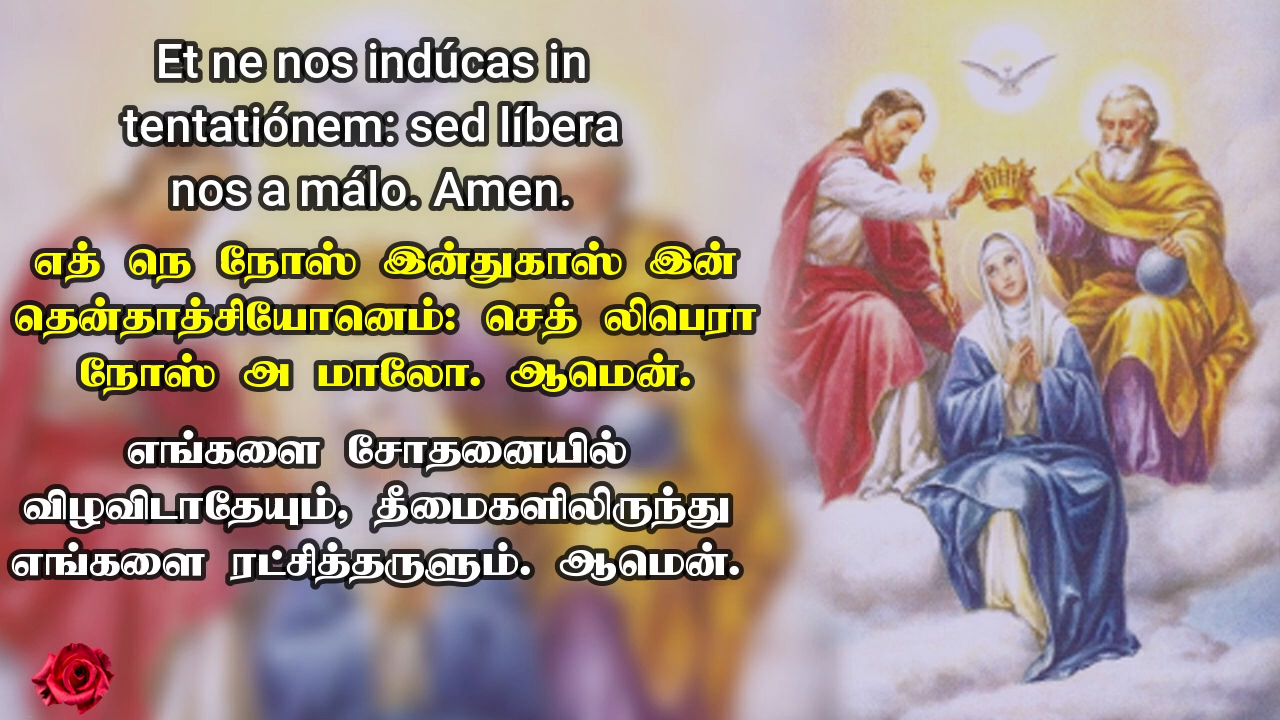 Et ne nos indúcas in
tentatiónem: sed líbera
nos a málo. Amen.
எத் நெ நோஸ் இன்துகாஸ் இன்
தென்தாத்சியோனெம்: செத் லிபெரா
நோஸ் அ மாலோ. ஆமென்.
எங்களை சோதனையில்
விழவிடாதேயும், தீமைகளிலிருந்து
எங்களை ரட்சித்தருளும். ஆமென்.